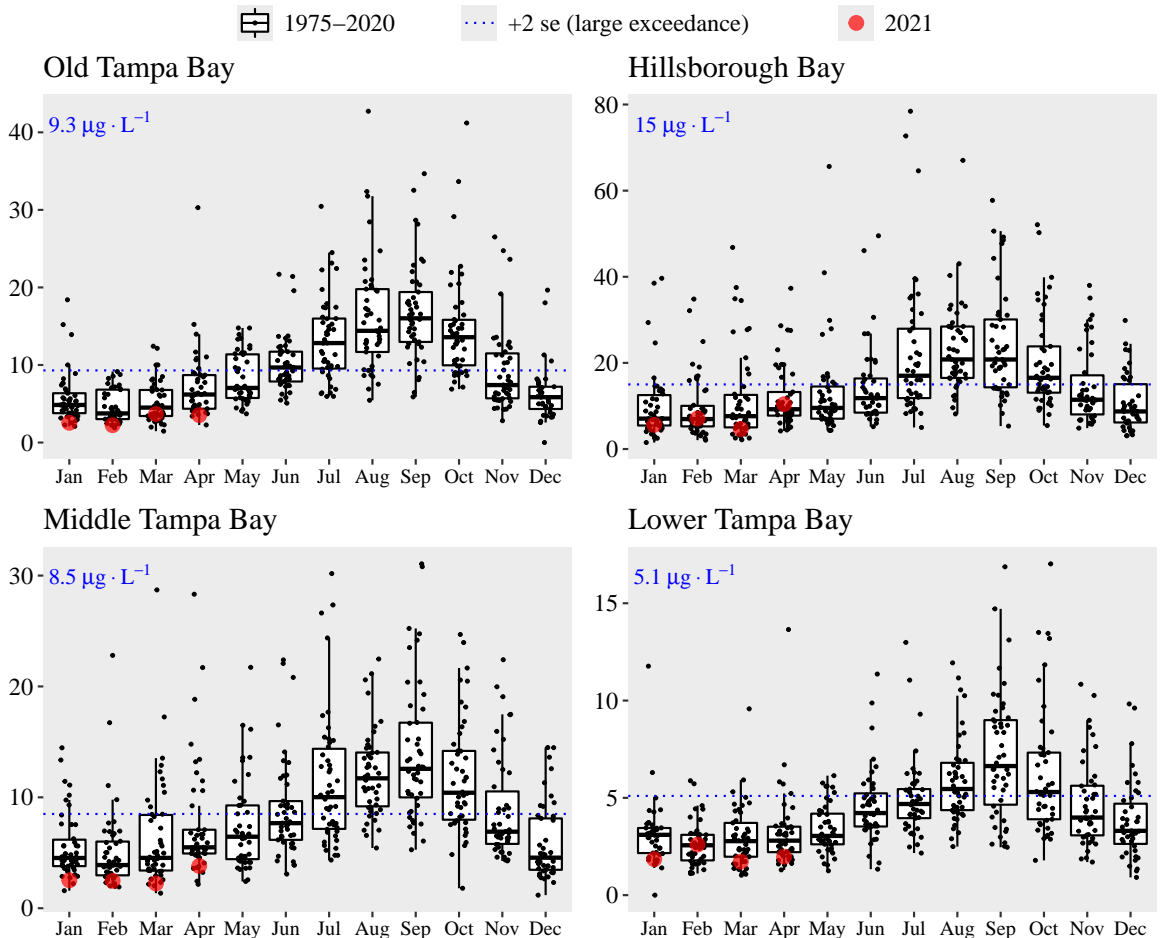 1975–2020 +2 se (large exceedance) 2021
Old Tampa Bay
9.3 μg · L⁻¹
40
30
20
10
0
Jan Feb Mar Apr May Jun Jul Aug Sep Oct Nov Dec
Hillsborough Bay
15 μg · L⁻¹
80
60
40
20
0
Jan Feb Mar Apr May Jun Jul Aug Sep Oct Nov Dec
Middle Tampa Bay
8.5 μg · L⁻¹
30
20
10
0
Jan Feb Mar Apr May Jun Jul Aug Sep Oct Nov Dec
Lower Tampa Bay
5.1 μg · L⁻¹
15
10
5
0
Jan Feb Mar Apr May Jun Jul Aug Sep Oct Nov Dec